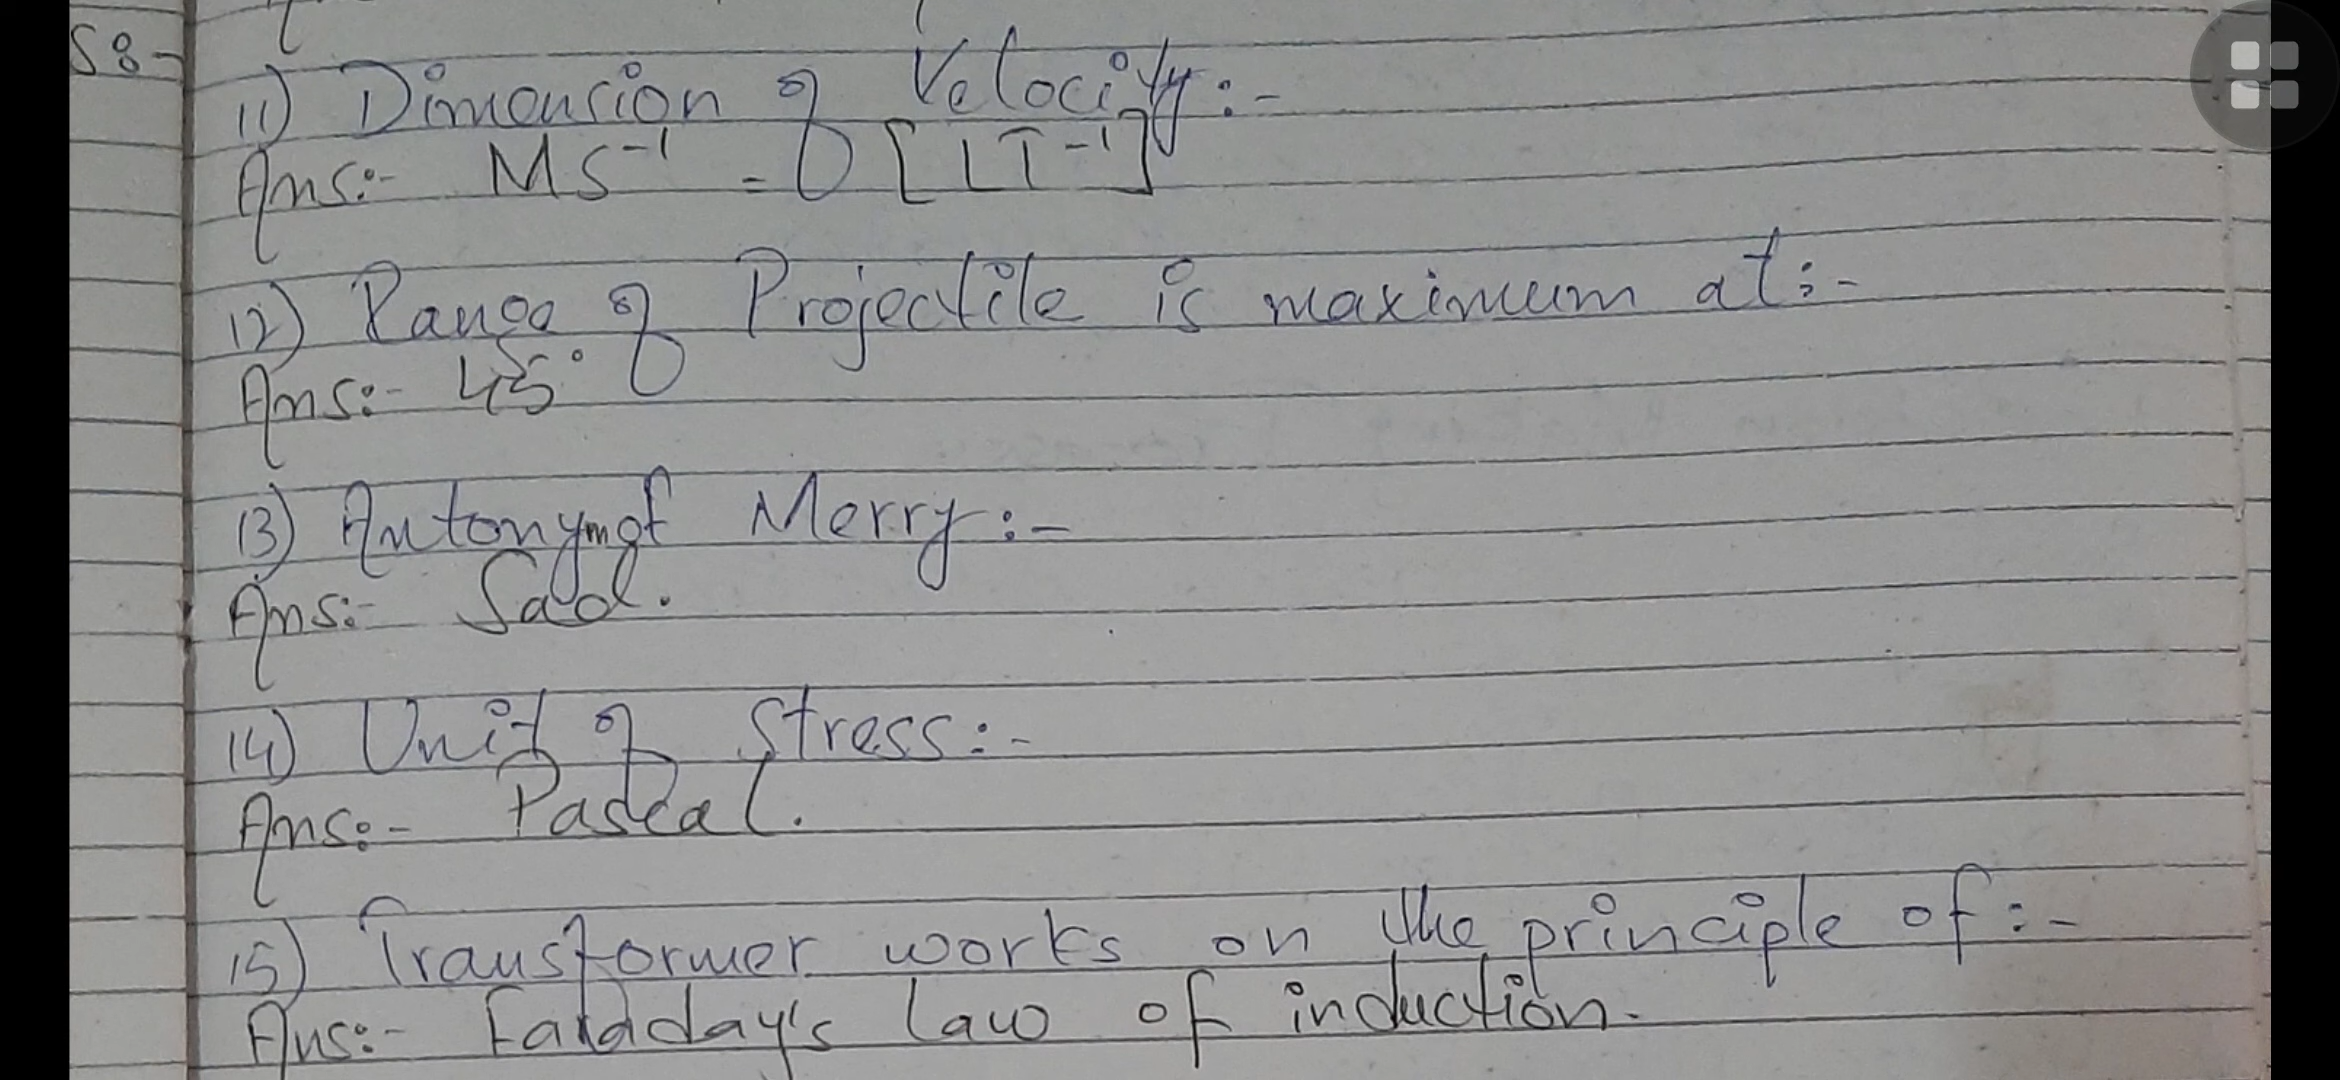 S8-
11) Dimension of Velocity:-
Ans:- MS⁻¹ = [LT⁻¹]
12) Range of Projectile is maximum at:-
Ans:- 45°
13) Antonym of Merry:-
Ans:- Sad.
14) Unit of Stress:-
Ans:- Pascal.
15) Transformer works on the principle of:-
Ans:- Faraday's law of induction.